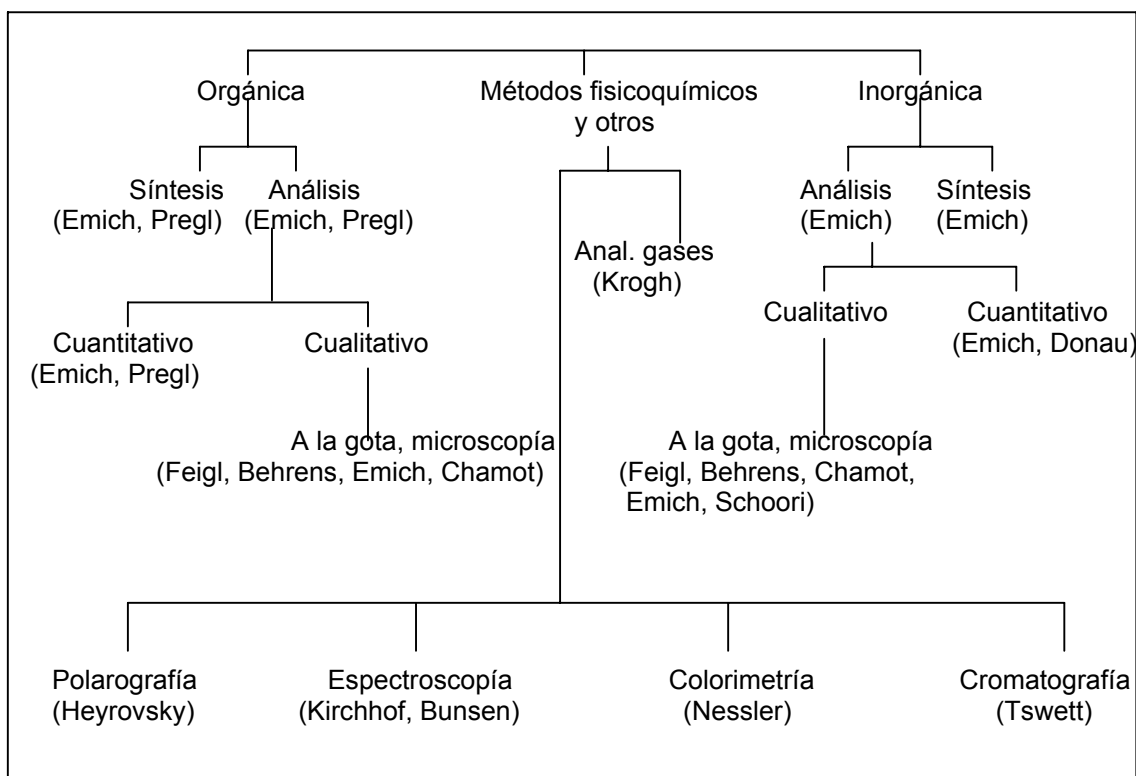 Orgánica
Métodos fisicoquímicos
y otros
Inorgánica
Síntesis
(Emich, Pregl)
Análisis
(Emich, Pregl)
Anal. gases
(Krogh)
Análisis
(Emich)
Síntesis
(Emich)
Cuantitativo
(Emich, Pregl)
Cualitativo
Cualitativo
Cuantitativo
(Emich, Donau)
A la gota, microscopía
(Feigl, Behrens, Emich, Chamot)
A la gota, microscopía
(Feigl, Behrens, Chamot,
Emich, Schoori)
Polarografía
(Heyrovsky)
Espectroscopía
(Kirchhof, Bunsen)
Colorimetría
(Nessler)
Cromatografía
(Tswett)